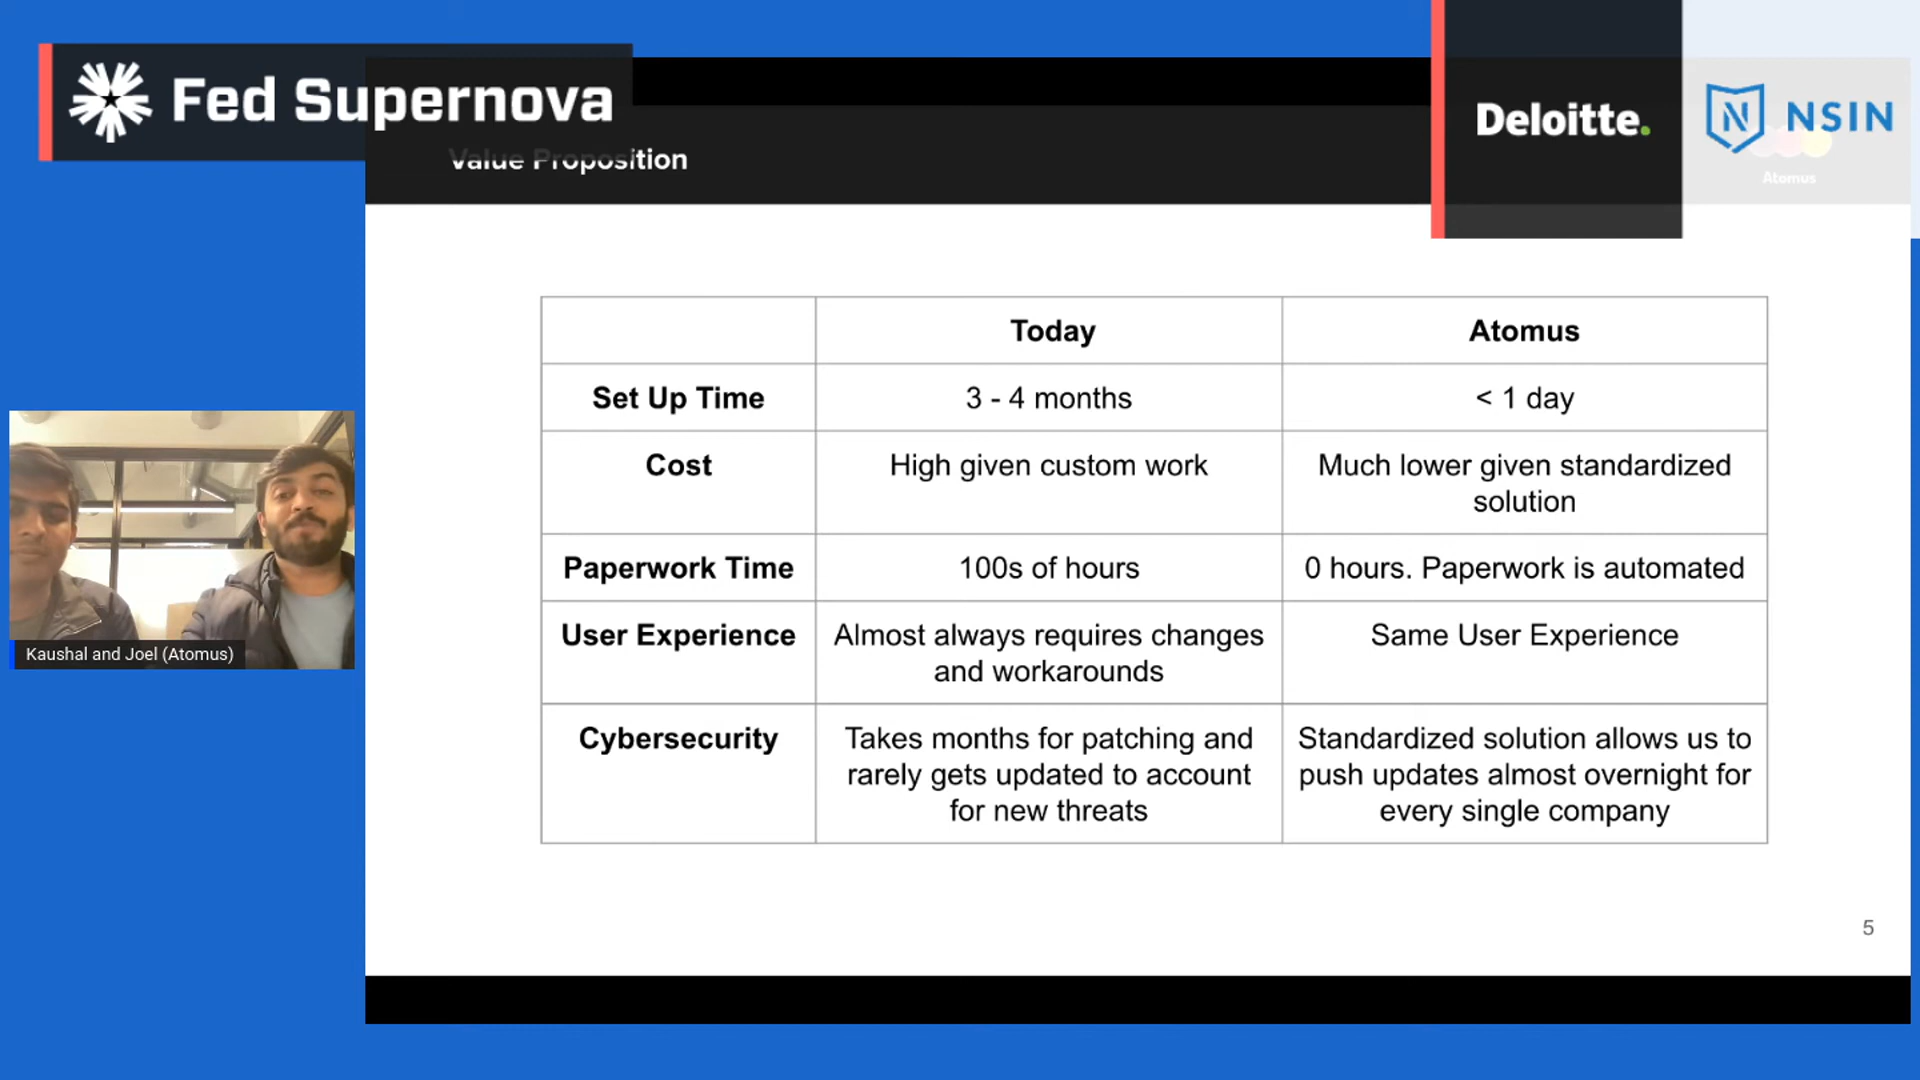 Fed Supernova
Deloitte.
NSIN
Atomus
Value Proposition
Today
Atomus
Set Up Time
3 - 4 months
< 1 day
Cost
High given custom work
Much lower given standardized
solution
Paperwork Time
100s of hours
0 hours. Paperwork is automated
User Experience
Almost always requires changes
and workarounds
Same User Experience
Cybersecurity
Takes months for patching and
rarely gets updated to account
for new threats
Standardized solution allows us to
push updates almost overnight for
every single company
Kaushal and Joel (Atomus)
5